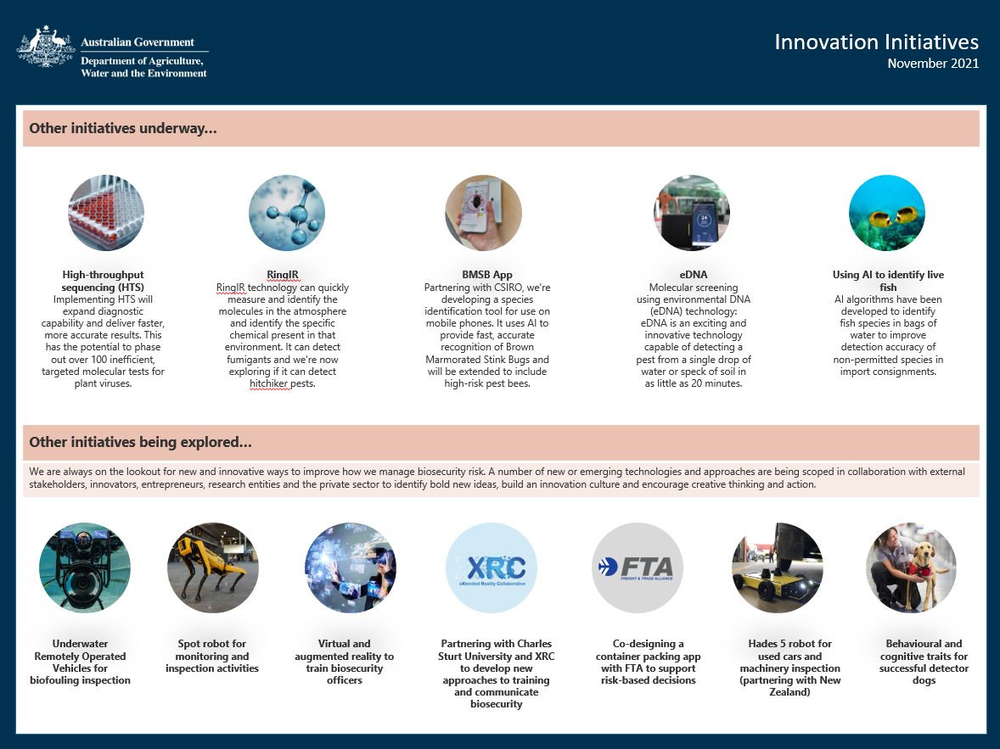 Australian Government
Department of Agriculture,
Water and the Environment
Innovation Initiatives
November 2021
Other initiatives underway...
High-throughput
sequencing (HTS)
Implementing HTS will
expand diagnostic
capability and deliver faster,
more accurate results. This
has the potential to phase
out over 100 inefficient,
targeted molecular tests for
plant viruses.
RingIR
RingIR technology can quickly
measure and identify the
molecules in the atmosphere
and identify the specific
chemical present in that
environment. It can detect
fumigants and we're now
exploring if it can detect
hitchiker pests.
BMSB App
Partnering with CSIRO, we're
developing a species
identification tool for use on
mobile phones. It uses AI to
provide fast, accurate
recognition of Brown
Marmorated Stink Bugs and
will be extended to include
high-risk pest bees.
eDNA
Molecular screening
using environmental DNA
(eDNA) technology:
eDNA is an exciting and
innovative technology
capable of detecting a
pest from a single drop of
water or speck of soil in
as little as 20 minutes.
24
Using AI to identify live
fish
AI algorithms have been
developed to identify
fish species in bags of
water to improve
detection accuracy of
non-permitted species in
import consignments.
Other initiatives being explored...
We are always on the lookout for new and innovative ways to improve how we manage biosecurity risk. A number of new or emerging technologies and approaches are being scoped in collaboration with external
stakeholders, innovators, entrepreneurs, research entities and the private sector to identify bold new ideas, build an innovation culture and encourage creative thinking and action.
Underwater
Remotely Operated
Vehicles for
biofouling inspection
Spot robot for
monitoring and
inspection activities
Virtual and
augmented reality to
train biosecurity
officers
XRC
eXtended Reality Collaborative
Partnering with Charles
Sturt University and XRC
to develop new
approaches to training
and communicate
biosecurity
FTA
FREIGHT & TRADE ALLIANCE
Co-designing a
container packing app
with FTA to support
risk-based decisions
Hades 5 robot for
used cars and
machinery inspection
(partnering with New
Zealand)
Behavioural and
cognitive traits for
successful detector
dogs